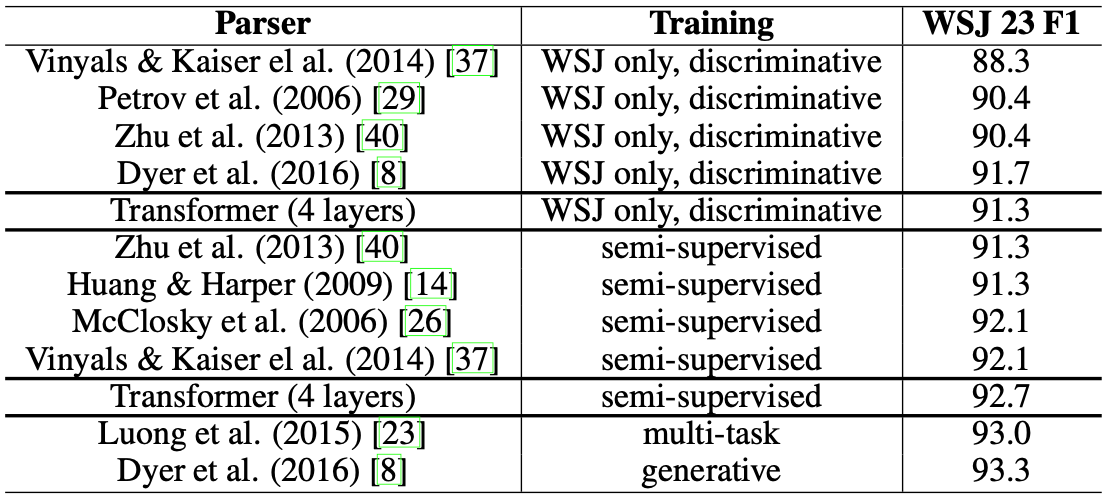 Parser Training WSJ 23 F1
Vinyals & Kaiser el al. (2014) [37] WSJ only, discriminative 88.3
Petrov et al. (2006) [29] WSJ only, discriminative 90.4
Zhu et al. (2013) [40] WSJ only, discriminative 90.4
Dyer et al. (2016) [8] WSJ only, discriminative 91.7
Transformer (4 layers) WSJ only, discriminative 91.3
Zhu et al. (2013) [40] semi-supervised 91.3
Huang & Harper (2009) [14] semi-supervised 91.3
McClosky et al. (2006) [26] semi-supervised 92.1
Vinyals & Kaiser el al. (2014) [37] semi-supervised 92.1
Transformer (4 layers) semi-supervised 92.7
Luong et al. (2015) [23] multi-task 93.0
Dyer et al. (2016) [8] generative 93.3